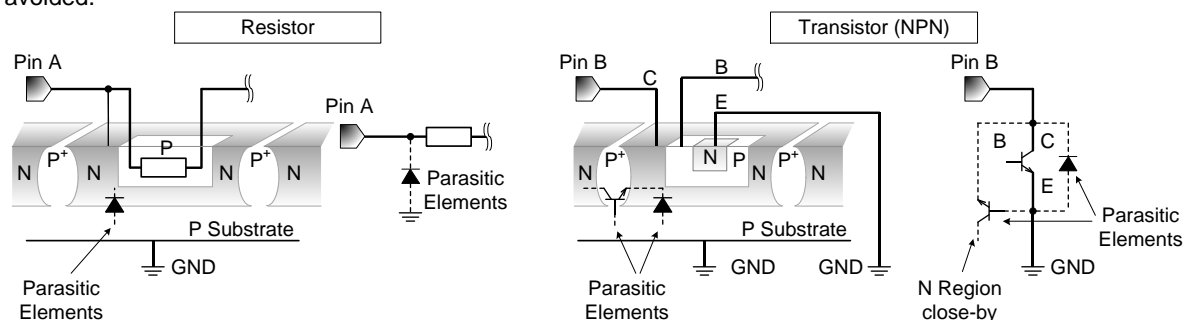 avoided.
Resistor
Transistor (NPN)
Pin A
Pin B
C
B
E
Pin B
Pin A
N
P+
N
P
N
P+
N
N
P+
N
N
P
N
P+
N
B
C
E
Parasitic
Elements
P Substrate
GND
Parasitic
Elements
P Substrate
GND
GND
Parasitic
Elements
Parasitic
Elements
GND
N Region
close-by